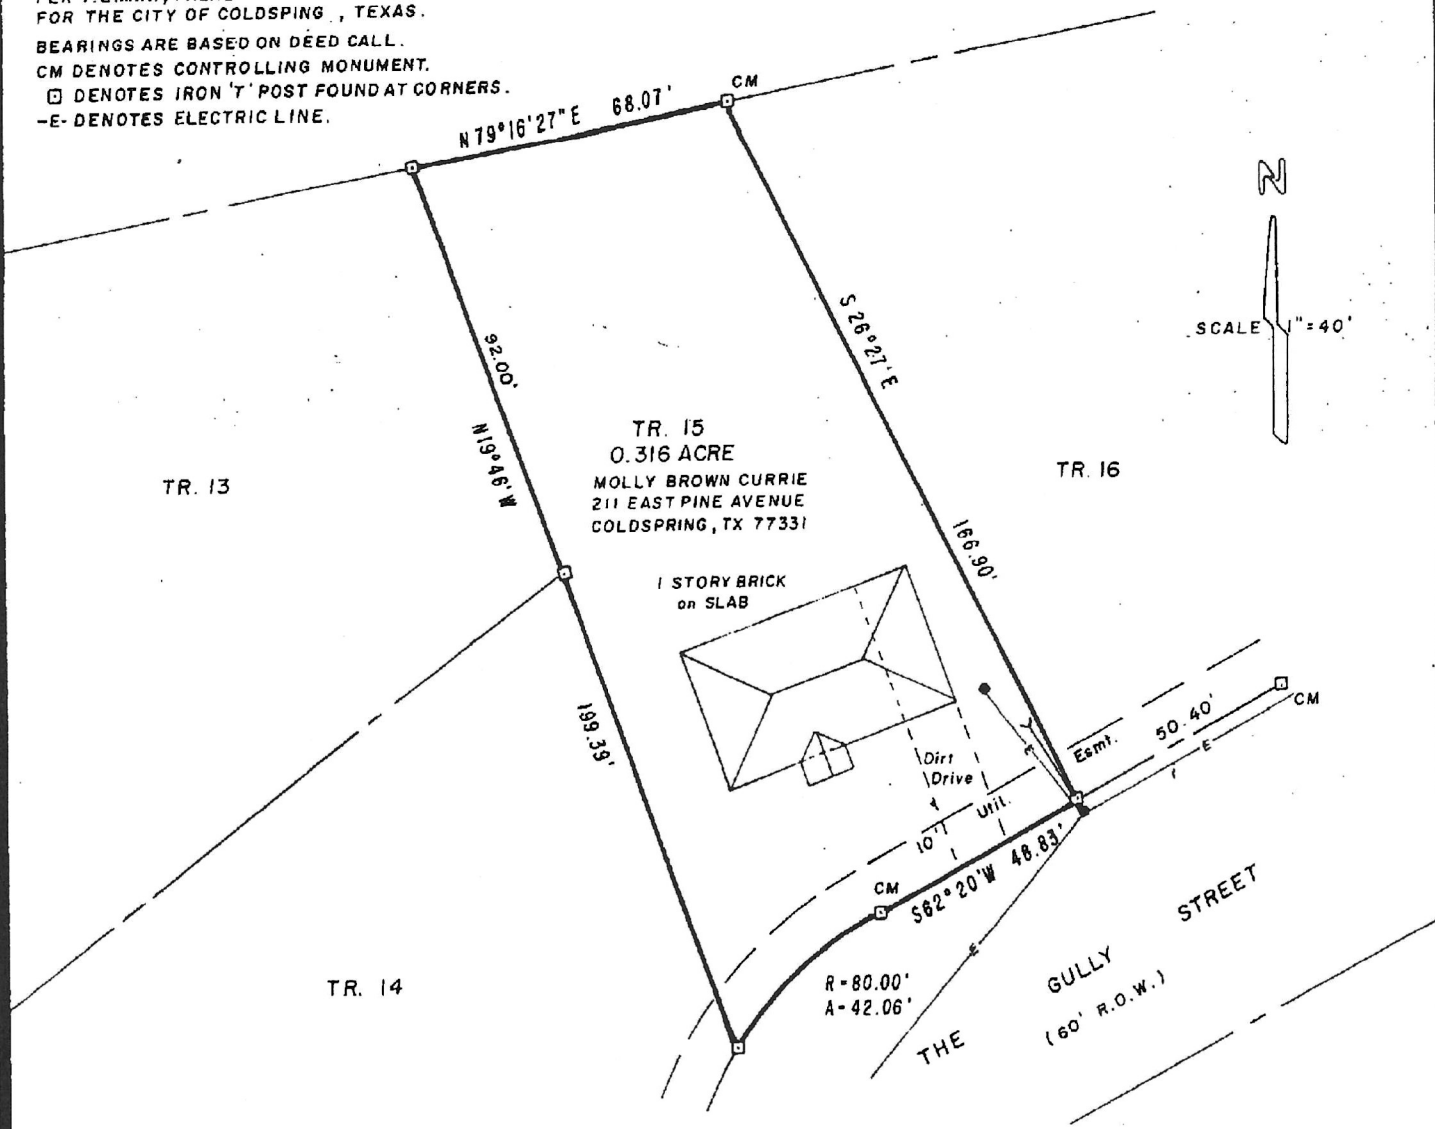 FOR THE CITY OF COLDSPING , TEXAS.
BEARINGS ARE BASED ON DEED CALL.
CM DENOTES CONTROLLING MONUMENT.
⊡ DENOTES IRON 'T' POST FOUND AT CORNERS.
-E- DENOTES ELECTRIC LINE.
CM
N 79°16'27" E 68.07'
N
SCALE 1"=40'
S 26°27'E
92.00'
N19°46'W
TR. 15
0.316 ACRE
MOLLY BROWN CURRIE
211 EAST PINE AVENUE
COLDSPRING, TX 77331
TR. 13
TR. 16
166.90'
1 STORY BRICK
on SLAB
199.39'
Dirt
Drive
10' Util. Esmt.
50.40'
CM
E
E
CM
S62°20'W 48.83'
E
TR. 14
R=80.00'
A=42.06'
THE GULLY STREET
(60' R.O.W.)